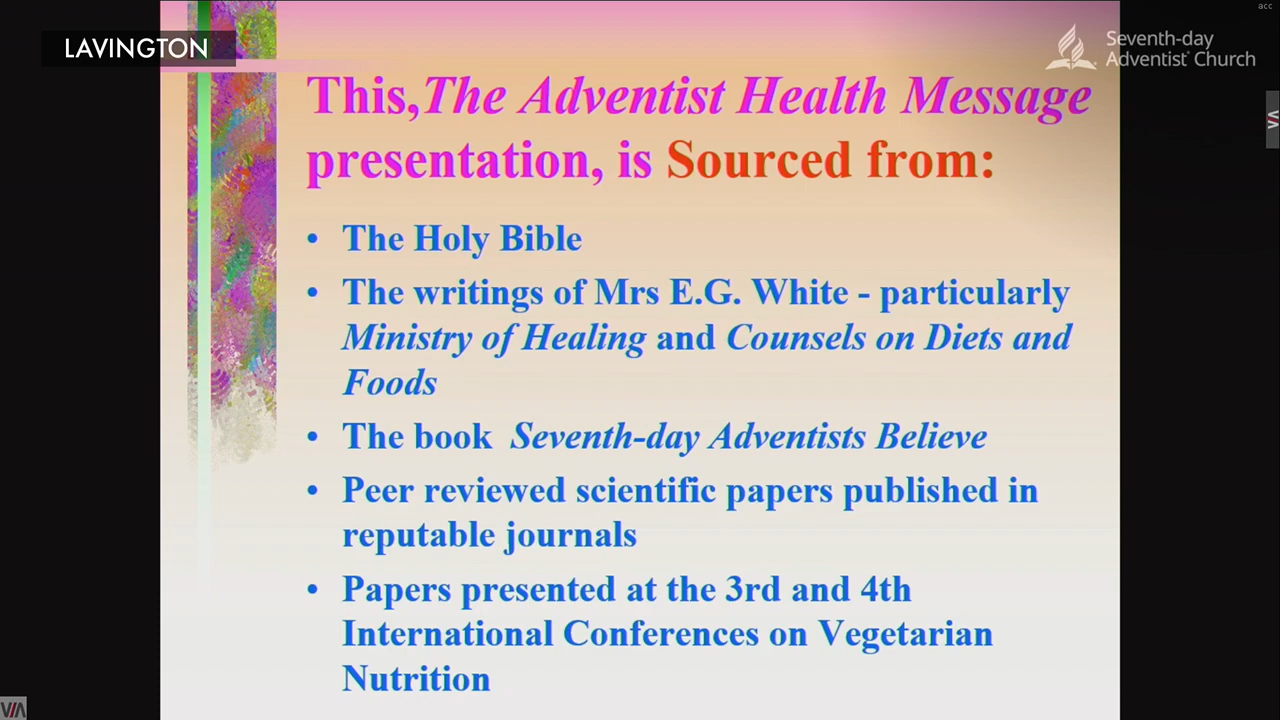 acc
LAVINGTON
Seventh-day
Adventist® Church
This,The Adventist Health Message
presentation, is Sourced from:
• The Holy Bible
• The writings of Mrs E.G. White - particularly
Ministry of Healing and Counsels on Diets and
Foods
• The book Seventh-day Adventists Believe
• Peer reviewed scientific papers published in
reputable journals
• Papers presented at the 3rd and 4th
International Conferences on Vegetarian
Nutrition
VIA